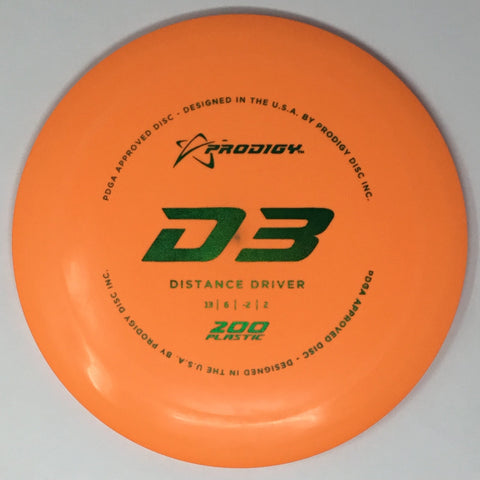 PDGA APPROVED DISC - DESIGNED IN THE U.S.A. BY PRODIGY DISC INC.
PRODIGY™
D3
DISTANCE DRIVER
13 | 6 | -2 | 2
200
PLASTIC
PDGA APPROVED DISC - DESIGNED IN THE U.S.A. BY PRODIGY DISC INC.